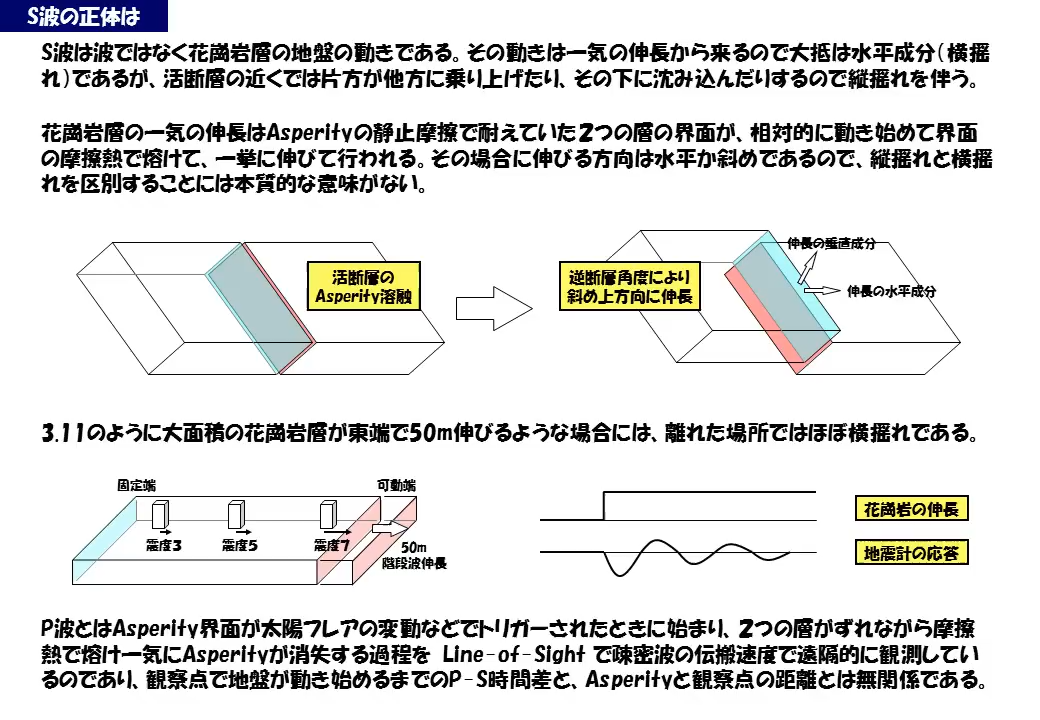 S波の正体は
S波は波ではなく花崗岩層の地盤の動きである。その動きは一気の伸長から来るので大抵は水平成分(横揺
れ)であるが、活断層の近くでは片方が他方に乗り上げたり、その下に沈み込んだりするので縦揺れを伴う。
花崗岩層の一気の伸長はAsperityの静止摩擦で耐えていた2つの層の界面が、相対的に動き始めて界面
の摩擦熱で熔けて、一挙に伸びて行われる。その場合に伸びる方向は水平か斜めであるので、縦揺れと横揺
れを区別することには本質的な意味がない。
活断層の
Asperity溶融
逆断層角度により
斜め上方向に伸長
伸長の垂直成分
伸長の水平成分
3.11のように大面積の花崗岩層が東端で50m伸びるような場合には、離れた場所ではほぼ横揺れである。
固定端
可動端
震度3
震度5
震度7
50m
階段波伸長
花崗岩の伸長
地震計の応答
P波とはAsperity界面が太陽フレアの変動などでトリガーされたときに始まり、2つの層がずれながら摩擦
熱で熔け一気にAsperityが消失する過程を Line-of-Sight で疎密波の伝搬速度で遠隔的に観測してい
るのであり、観察点で地盤が動き始めるまでのP-S時間差と、Asperityと観察点の距離とは無関係である。